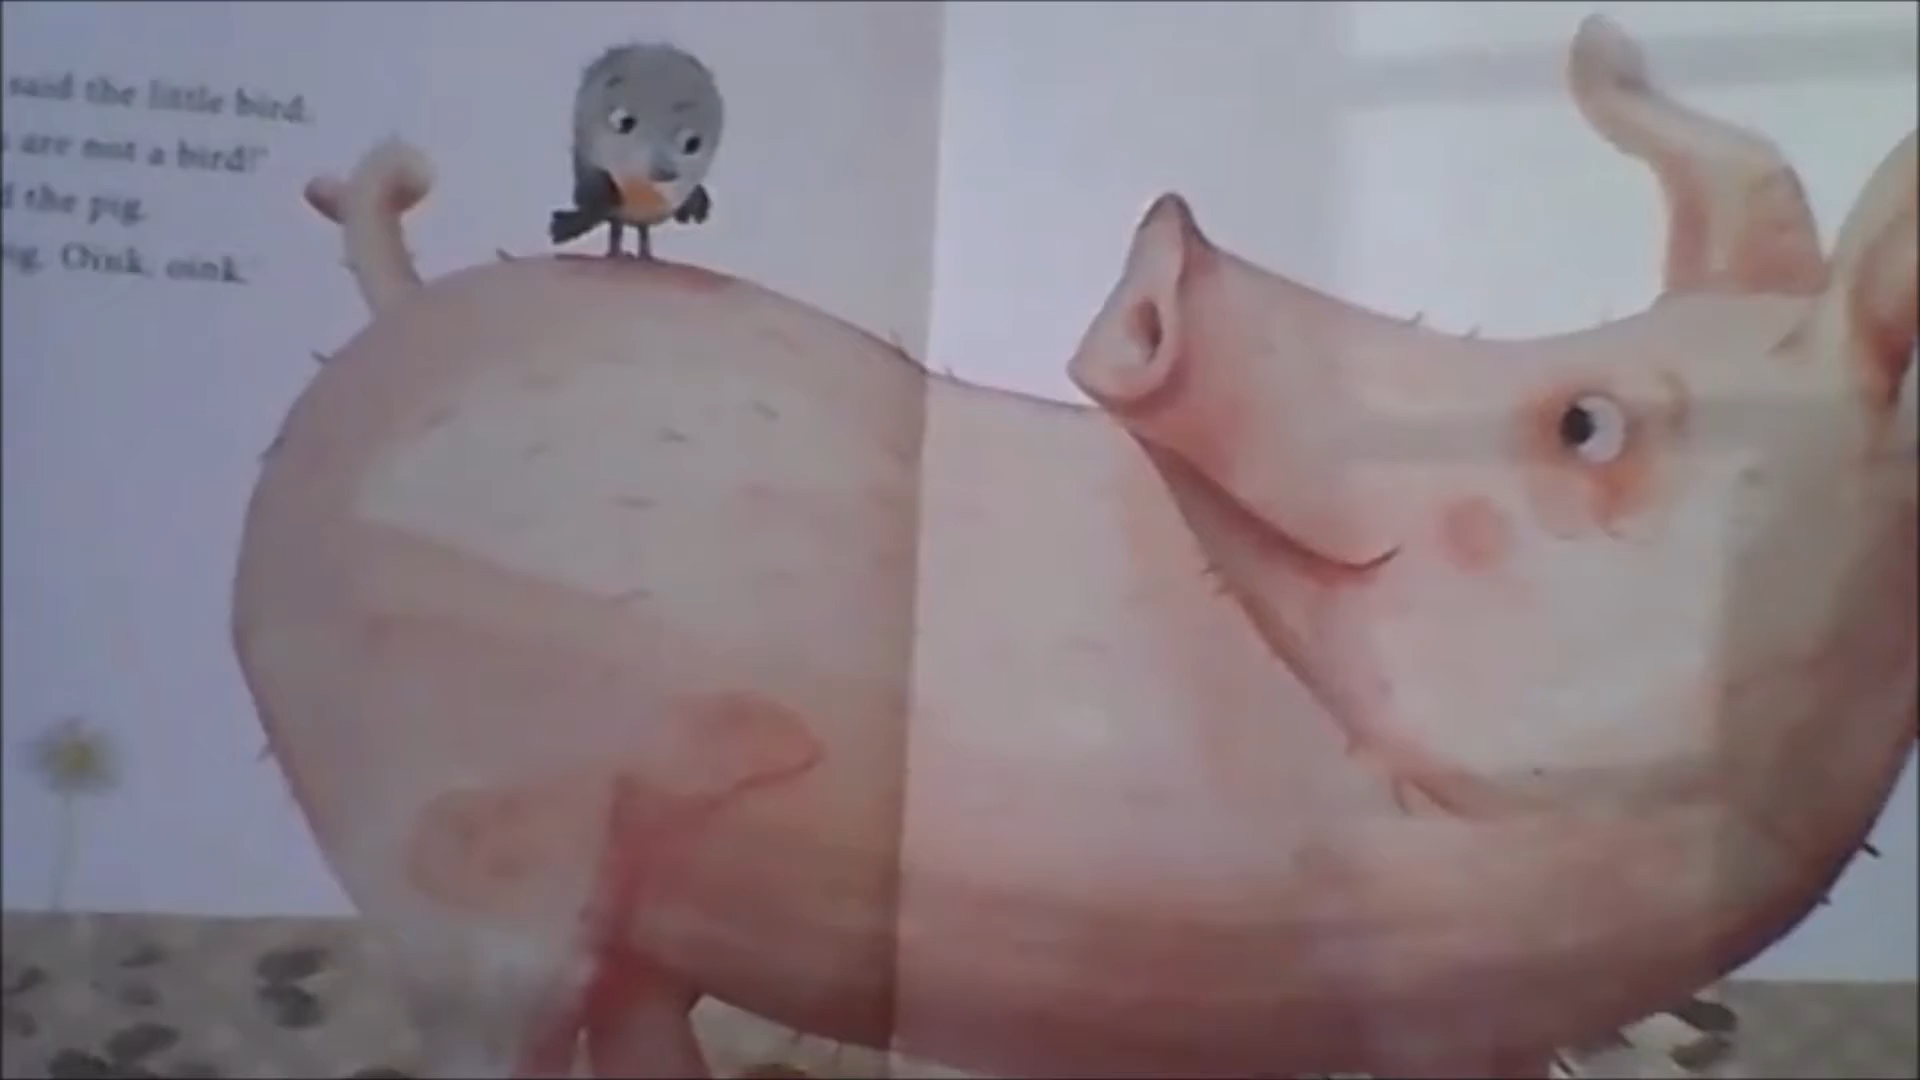 said the little bird.
are not a bird!"
the pig.
Oink, oink."